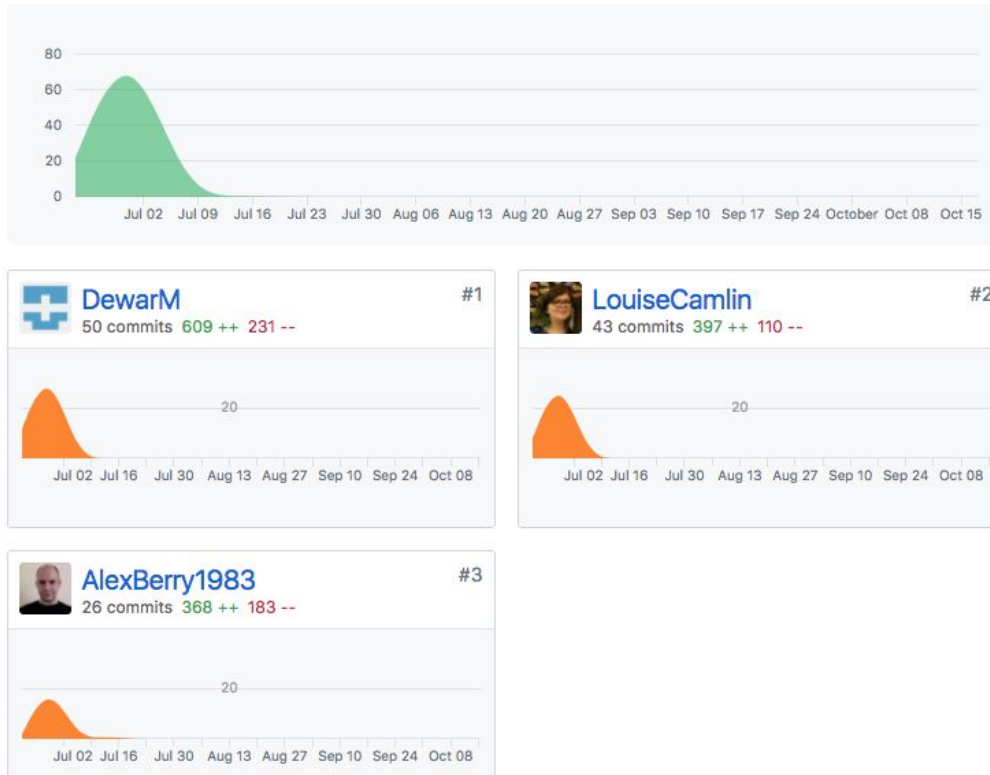 80
60
40
20
0
Jul 02 Jul 09 Jul 16 Jul 23 Jul 30 Aug 06 Aug 13 Aug 20 Aug 27 Sep 03 Sep 10 Sep 17 Sep 24 October Oct 08 Oct 15
DewarM #1
50 commits 609 ++ 231 --
20
Jul 02 Jul 16 Jul 30 Aug 13 Aug 27 Sep 10 Sep 24 Oct 08
LouiseCamlin #2
43 commits 397 ++ 110 --
20
Jul 02 Jul 16 Jul 30 Aug 13 Aug 27 Sep 10 Sep 24 Oct 08
AlexBerry1983 #3
26 commits 368 ++ 183 --
20
Jul 02 Jul 16 Jul 30 Aug 13 Aug 27 Sep 10 Sep 24 Oct 08